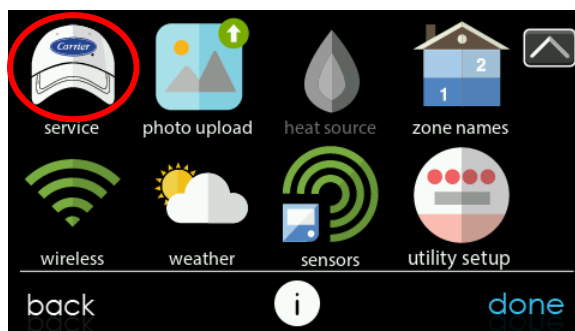 Carrier
service photo upload heat source zone names
2
1
wireless weather sensors utility setup
back i done